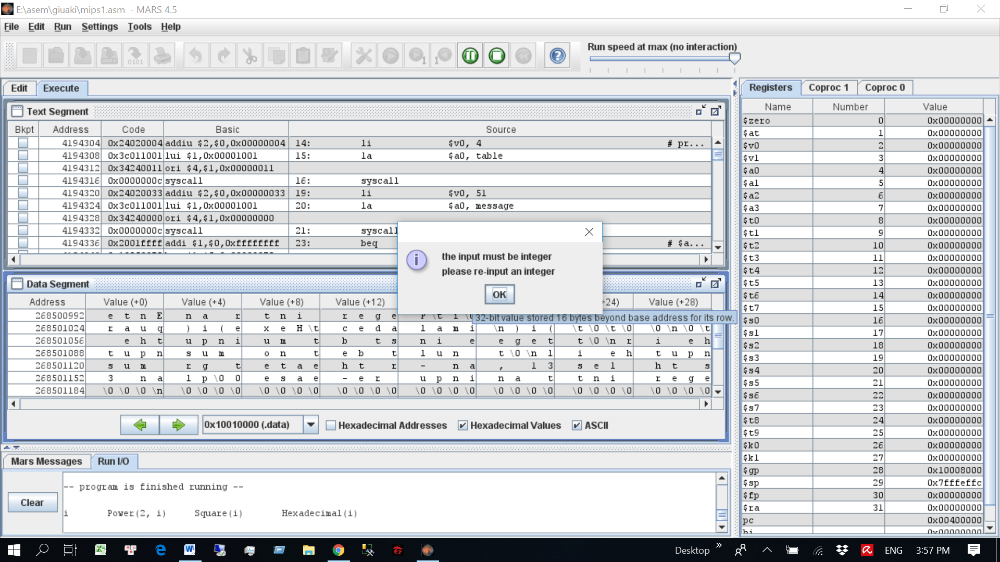 E:\asem\giuaki\mips1.asm - MARS 4.5
File Edit Run Settings Tools Help
Run speed at max (no interaction)
Edit Execute
Text Segment
Bkpt Address Code Basic Source
4194304 0x24020004 addiu $2,$0,0x00000004 14: li $v0, 4 # pr...
4194308 0x3c011001 lui $1,0x00001001 15: la $a0, table
4194312 0x34240011 ori $4,$1,0x00000011
4194316 0x0000000c syscall 16: syscall
4194320 0x24020033 addiu $2,$0,0x00000033 19: li $v0, 51
4194324 0x3c011001 lui $1,0x00001001 20: la $a0, message
4194328 0x34240000 ori $4,$1,0x00000000
4194332 0x0000000c syscall 21: syscall
4194336 0x2001ffff addi $1,$0,0xffffffff 23: beq # $a...
the input must be integer
please re-input an integer
OK
Data Segment
Address Value (+0) Value (+4) Value (+8) Value (+12) +24) Value (+28)
32-bit value stored 16 bytes beyond base address for its row.
268500992 e t n E n a r t n i r e g e
268501024 r a u q ) i ( e x e H \t c e d a l a m i \n ) i ( \t \0 \t \0 \0 \n \0 \t
268501056 e h t u p n i u m t b t s n i e e g e t t \0 \n r i e h
268501088 t u p n s u m o n t e b t l u n t \0 \n l i e h t u p n
268501120 s u m r g t e t a e h t r - n a , 1 3 s e l h t s
268501152 3 n a l p \0 0 e s a e - e r u p n i n a t t n i r e g e
268501184 \0 \0 \0 \n \0 \0 \0 \0 \0 \0 \0 \0 \0 \0 \0 \0 \0 \0 \0 \0 \0 \0 \0 \0 \0 \0 \0 \0 \0 \0 \0 \0
0x10010000 (.data) Hexadecimal Addresses Hexadecimal Values ASCII
Mars Messages Run I/O
Clear
-- program is finished running --
i Power(2, i) Square(i) Hexadecimal(i)
Registers Coproc 1 Coproc 0
Name Number Value
$zero 0 0x00000000
$at 1 0x00000000
$v0 2 0x00000000
$v1 3 0x00000000
$a0 4 0x00000000
$a1 5 0x00000000
$a2 6 0x00000000
$a3 7 0x00000000
$t0 8 0x00000000
$t1 9 0x00000000
$t2 10 0x00000000
$t3 11 0x00000000
$t4 12 0x00000000
$t5 13 0x00000000
$t6 14 0x00000000
$t7 15 0x00000000
$s0 16 0x00000000
$s1 17 0x00000000
$s2 18 0x00000000
$s3 19 0x00000000
$s4 20 0x00000000
$s5 21 0x00000000
$s6 22 0x00000000
$s7 23 0x00000000
$t8 24 0x00000000
$t9 25 0x00000000
$k0 26 0x00000000
$k1 27 0x00000000
$gp 28 0x10008000
$sp 29 0x7fffeffc
$fp 30 0x00000000
$ra 31 0x00000000
pc 0x00400000
hi 0x00000000
Desktop ENG 3:57 PM